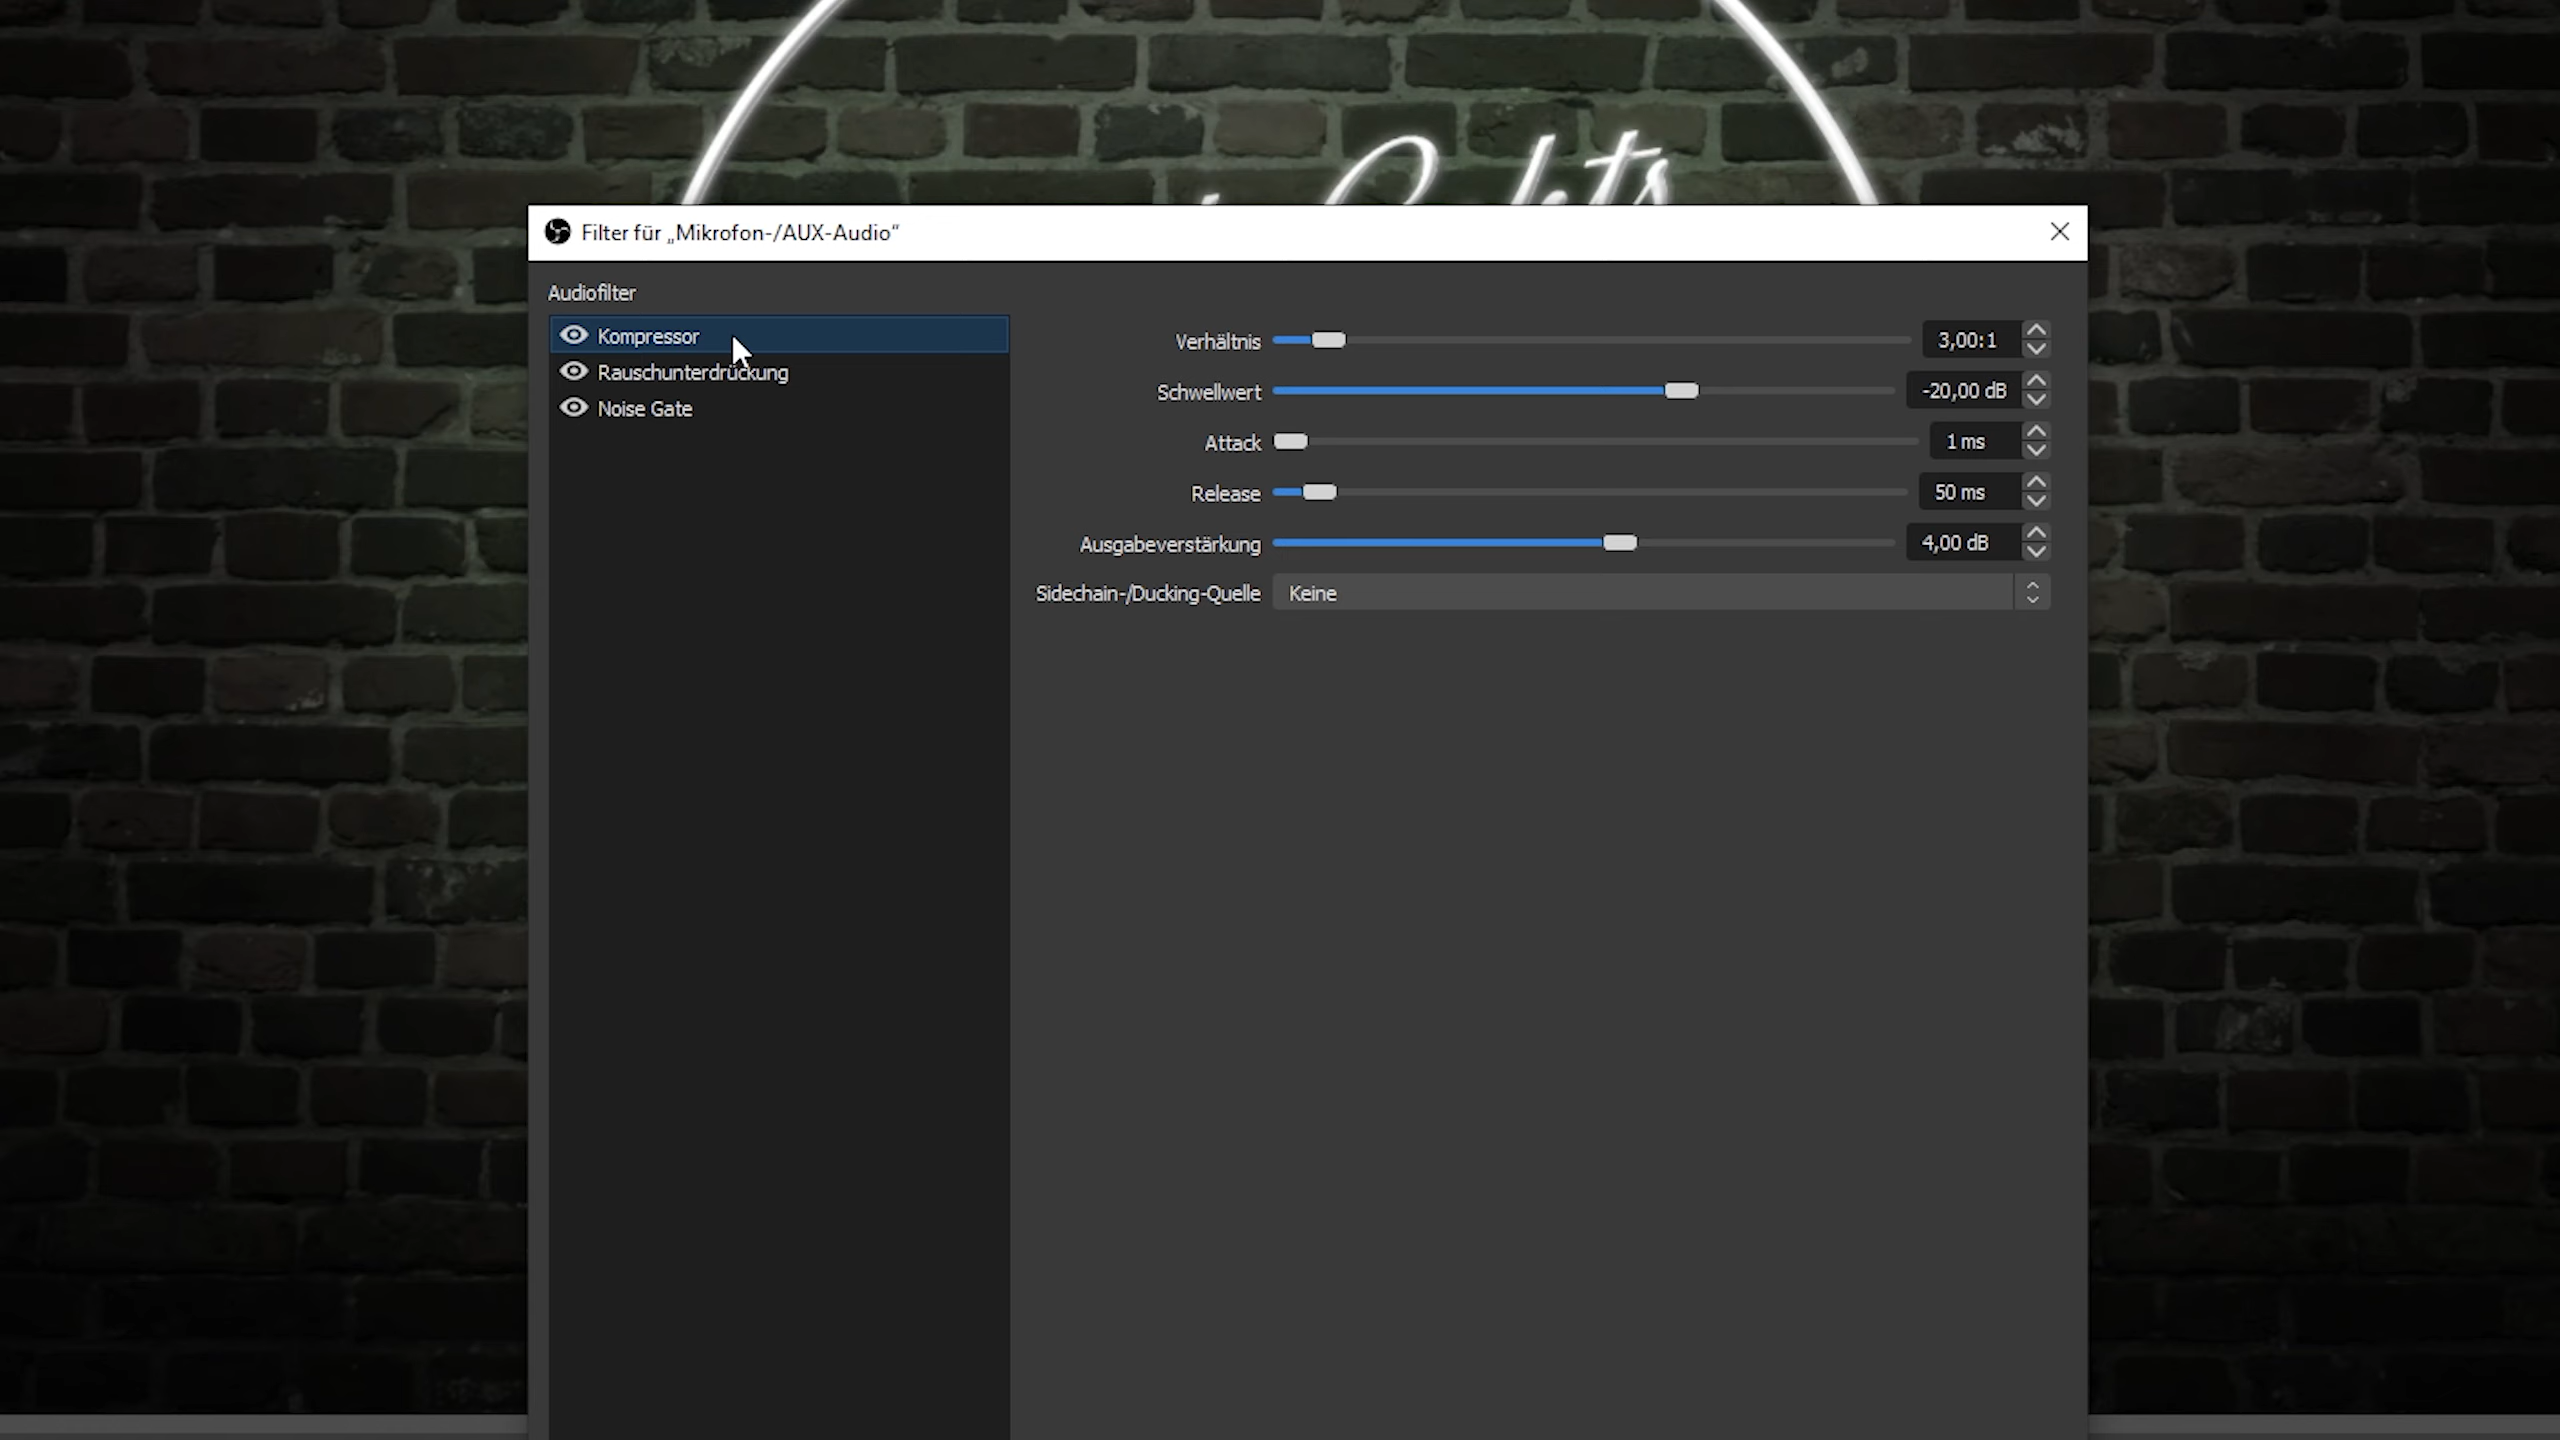 Filter für „Mikrofon-/AUX-Audio“
Audiofilter
Kompressor
Rauschunterdrückung
Noise Gate
Verhältnis 3,00:1
Schwellwert -20,00 dB
Attack 1 ms
Release 50 ms
Ausgabeverstärkung 4,00 dB
Sidechain-/Ducking-Quelle Keine